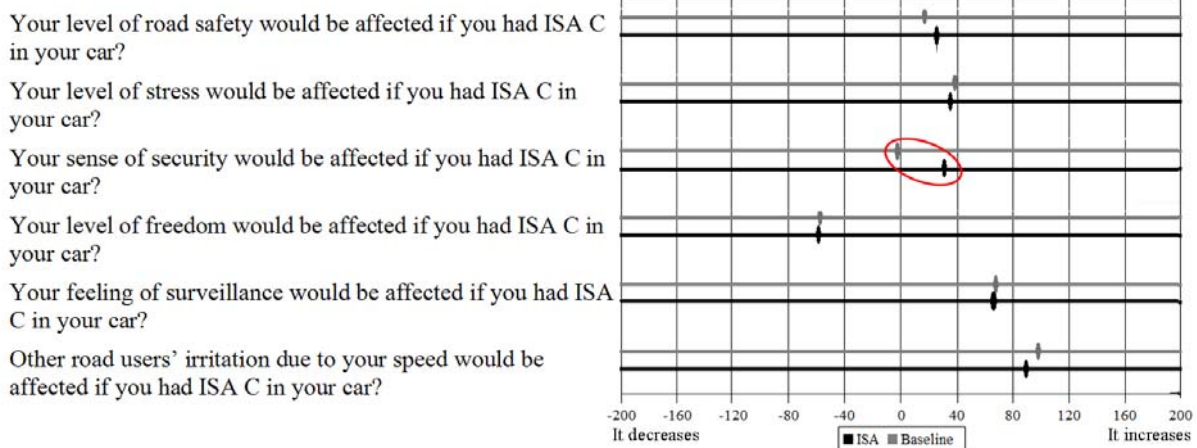 Your level of road safety would be affected if you had ISA C
in your car?
Your level of stress would be affected if you had ISA C in
your car?
Your sense of security would be affected if you had ISA C in
your car?
Your level of freedom would be affected if you had ISA C in
your car?
Your feeling of surveillance would be affected if you had ISA
C in your car?
Other road users’ irritation due to your speed would be
affected if you had ISA C in your car?
-200 -160 -120 -80 -40 0 40 80 120 160 200
It decreases It increases
ISA Baseline